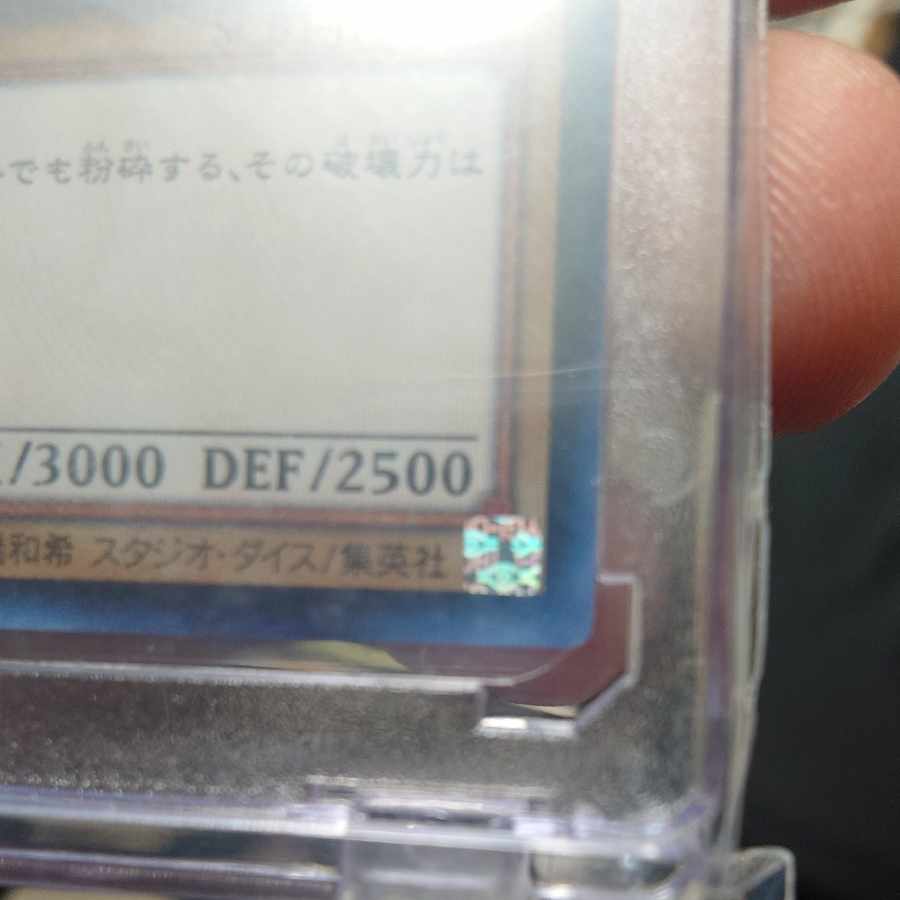 でも粉砕する、その破壊力は
/3000 DEF/2500
和希 スタジオ・ダイス/集英社